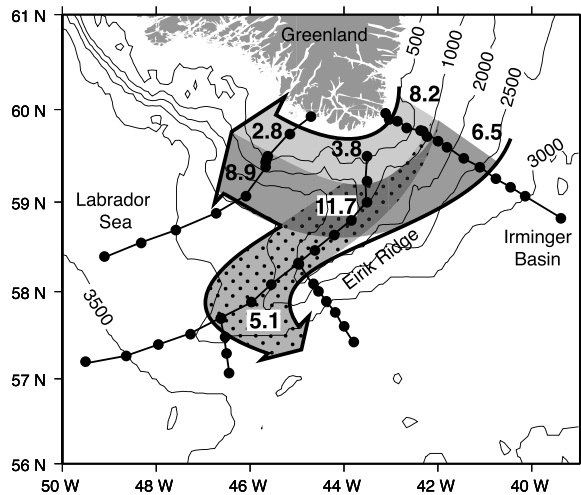 61 N
Greenland
500
1000
2000
2500
3000
60 N
8.2
6.5
2.8
3.8
8.9
11.7
Labrador
Sea
59 N
Irminger
Basin
Eirik Ridge
3500
58 N
5.1
57 N
56 N
50 W
48 W
46 W
44 W
42 W
40 W